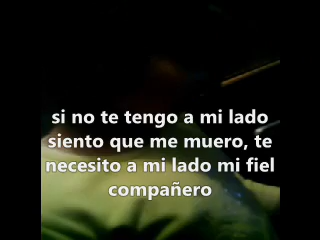 si no te tengo a mi lado
siento que me muero, te
necesito a mi lado mi fiel
compañero